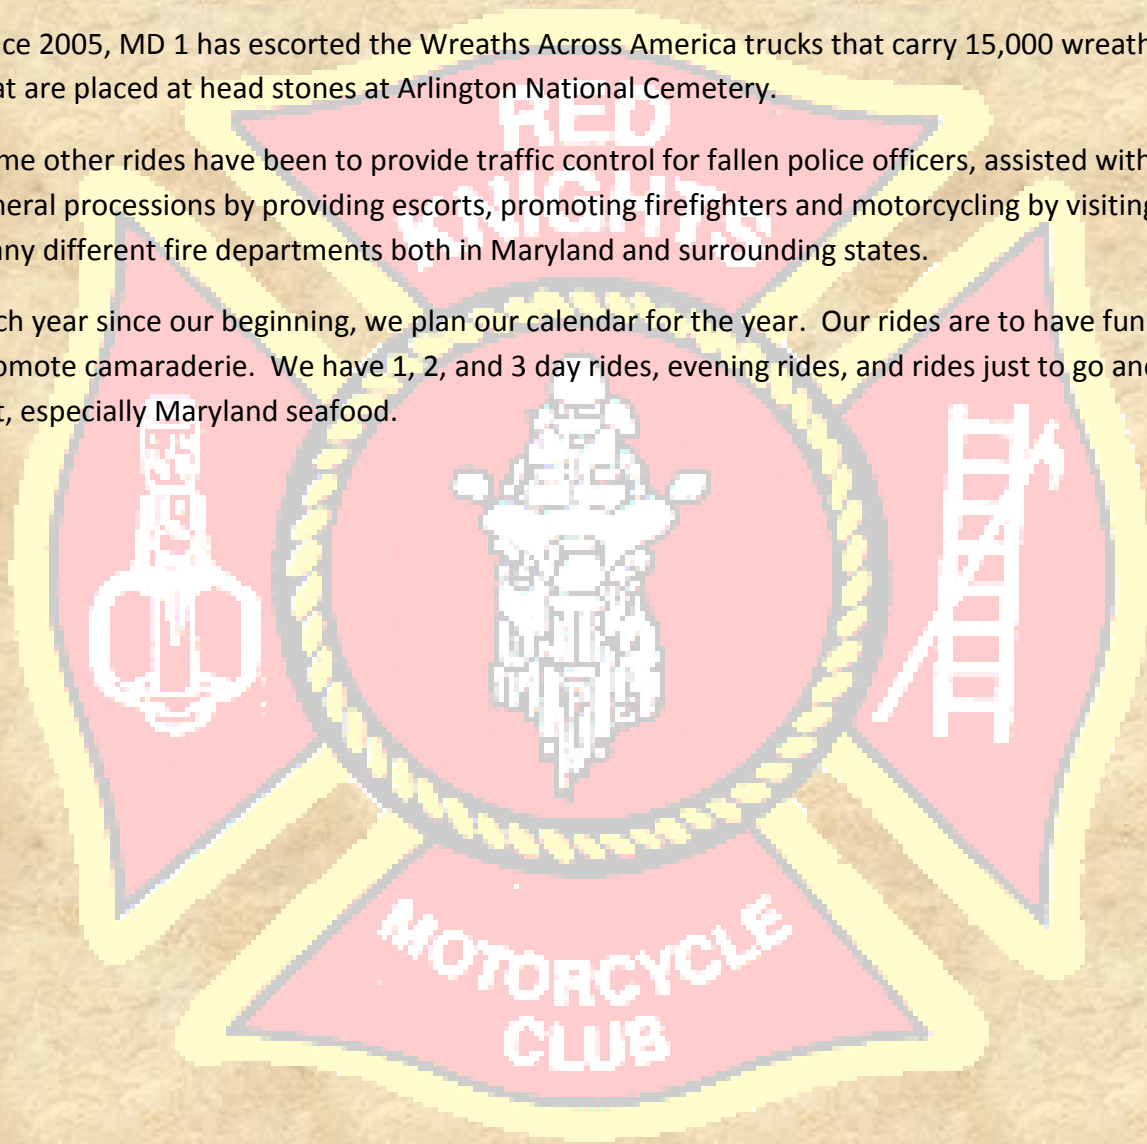 ce 2005, MD 1 has escorted the Wreaths Across America trucks that carry 15,000 wreath
at are placed at head stones at Arlington National Cemetery.
me other rides have been to provide traffic control for fallen police officers, assisted with
neral processions by providing escorts, promoting firefighters and motorcycling by visiting
any different fire departments both in Maryland and surrounding states.
ch year since our beginning, we plan our calendar for the year.  Our rides are to have fun
omote camaraderie.  We have 1, 2, and 3 day rides, evening rides, and rides just to go and
t, especially Maryland seafood.
RED
KNIGHTS
MOTORCYCLE
CLUB